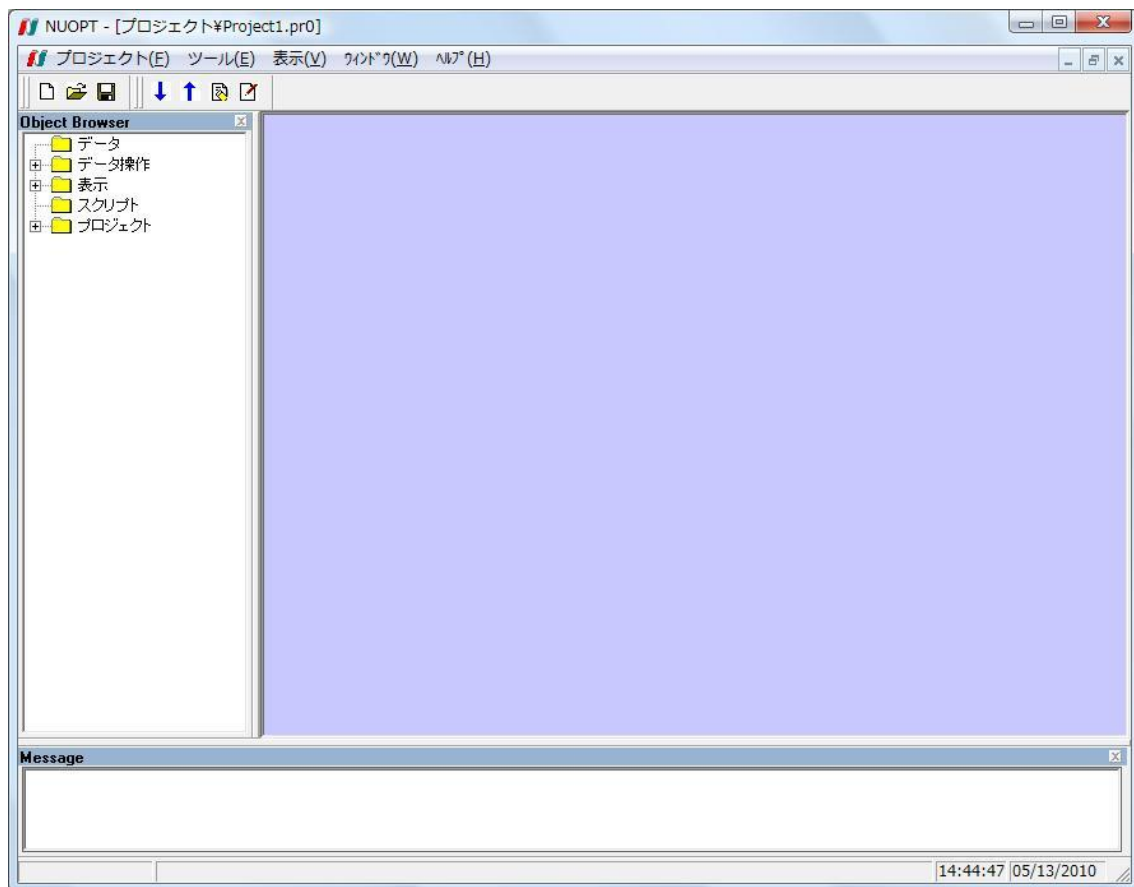 NUOPT - [プロジェクト¥Project1.pr0]
プロジェクト(F) ツール(E) 表示(V) ｳｨﾝﾄﾞｳ(W) ﾍﾙﾌﾟ(H)
Object Browser
データ
データ操作
表示
スクリプト
プロジェクト
Message
14:44:47 05/13/2010